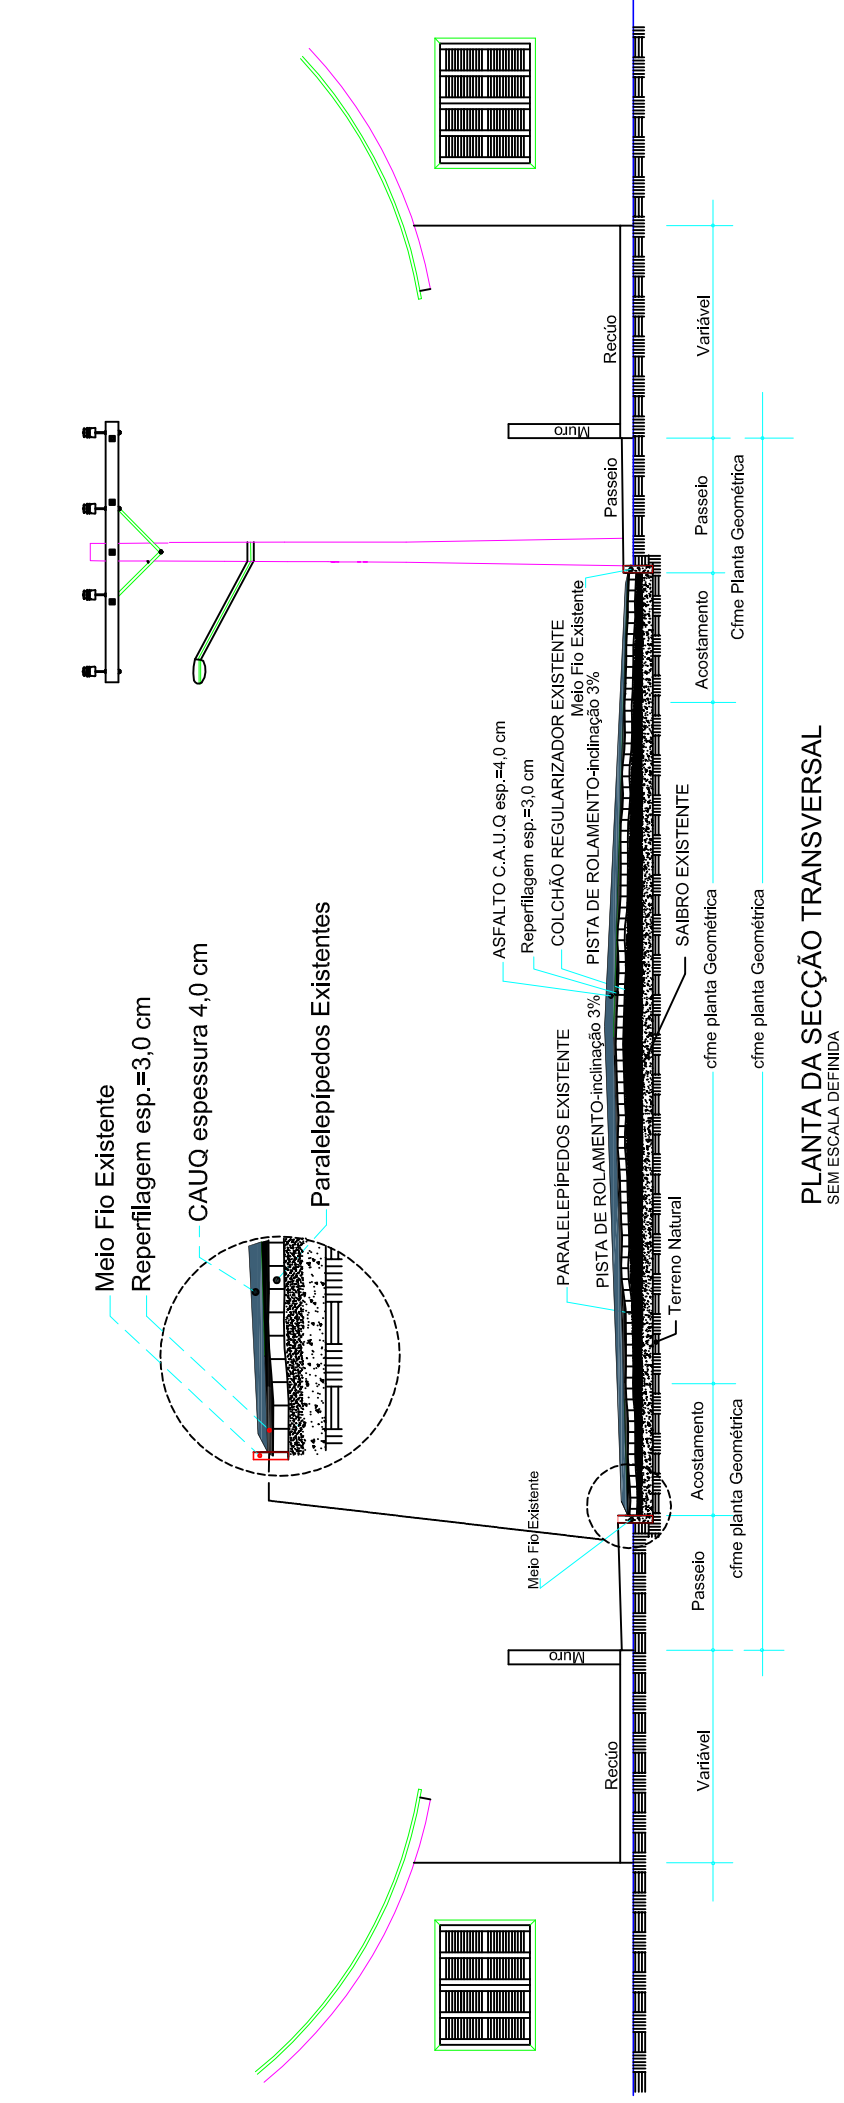 Meio Fio Existente
Reperfilagem esp.=3,0 cm
CAUQ espessura 4,0 cm
Paralelepípedos Existentes
ASFALTO C.A.U.Q esp.=4,0 cm
Reperfilagem esp.=3,0 cm
COLCHÃO REGULARIZADOR EXISTENTE
Meio Fio Existente
PISTA DE ROLAMENTO-inclinação 3%
PARALELEPÍPEDOS EXISTENTE
PISTA DE ROLAMENTO-inclinação 3%
Meio Fio Existente
Muro
Muro
Recúo
Passeio
Recúo
SAIBRO EXISTENTE
Terreno Natural
Variável
Passeio
Acostamento
cfme planta Geométrica
Acostamento
Passeio
Variável
cfme planta Geométrica
Cfme Planta Geométrica
cfme planta Geométrica
PLANTA DA SECÇÃO TRANSVERSAL
SEM ESCALA DEFINIDA